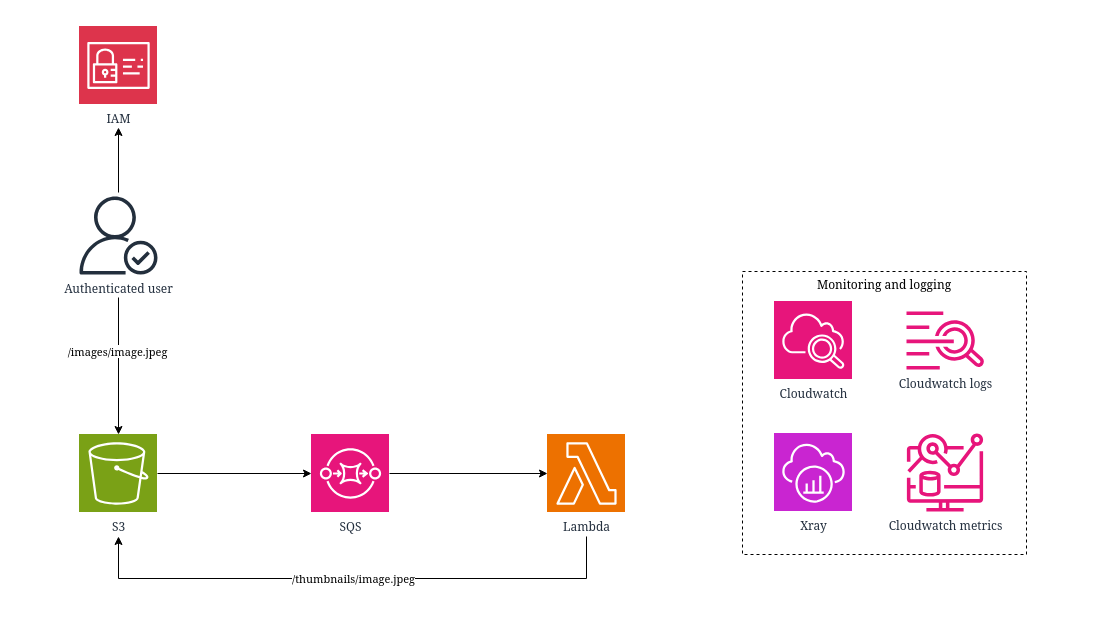 IAM
Authenticated user
/images/image.jpeg
S3
SQS
Lambda
/thumbnails/image.jpeg
Monitoring and logging
Cloudwatch
Cloudwatch logs
Xray
Cloudwatch metrics